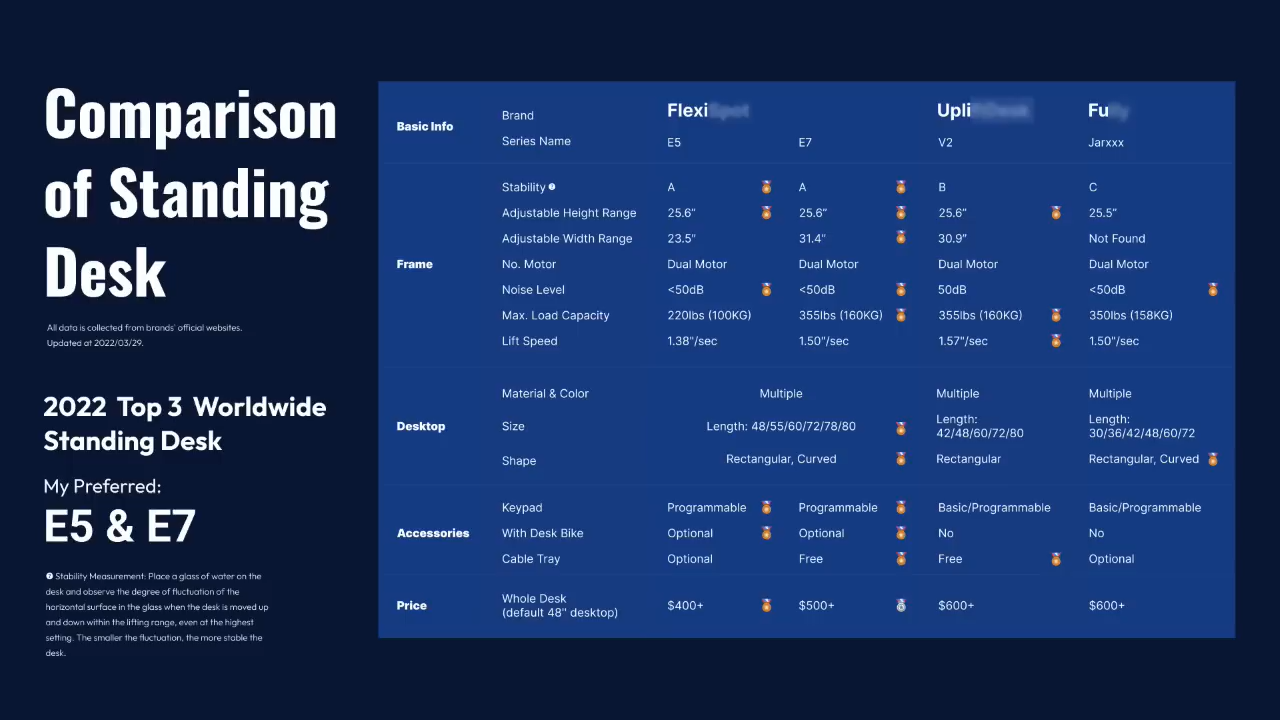 Comparison
of Standing
Desk
All data is collected from brands' official websites.
Updated at 2022/03/29.
2022 Top 3 Worldwide
Standing Desk
My Preferred:
E5 & E7
❷ Stability Measurement: Place a glass of water on the
desk and observe the degree of fluctuation of the
horizontal surface in the glass when the desk is moved up
and down within the lifting range, even at the highest
setting. The smaller the fluctuation, the more stable the
desk.
Basic Info
Brand Flexi Upli Fu
Series Name E5 E7 V2 Jarxxx
Frame
Stability❷ A A B C
Adjustable Height Range 25.6" 25.6" 25.6" 25.5"
Adjustable Width Range 23.5" 31.4" 30.9" Not Found
No. Motor Dual Motor Dual Motor Dual Motor Dual Motor
Noise Level <50dB <50dB 50dB <50dB
Max. Load Capacity 220lbs (100KG) 355lbs (160KG) 355lbs (160KG) 350lbs (158KG)
Lift Speed 1.38"/sec 1.50"/sec 1.57"/sec 1.50"/sec
Desktop
Material & Color Multiple Multiple Multiple
Size Length: 48/55/60/72/78/80 Length: Length:
42/48/60/72/80 30/36/42/48/60/72
Shape Rectangular, Curved Rectangular Rectangular, Curved
Accessories
Keypad Programmable Programmable Basic/Programmable Basic/Programmable
With Desk Bike Optional Optional No No
Cable Tray Optional Free Free Optional
Price
Whole Desk
(default 48" desktop) $400+ $500+ $600+ $600+